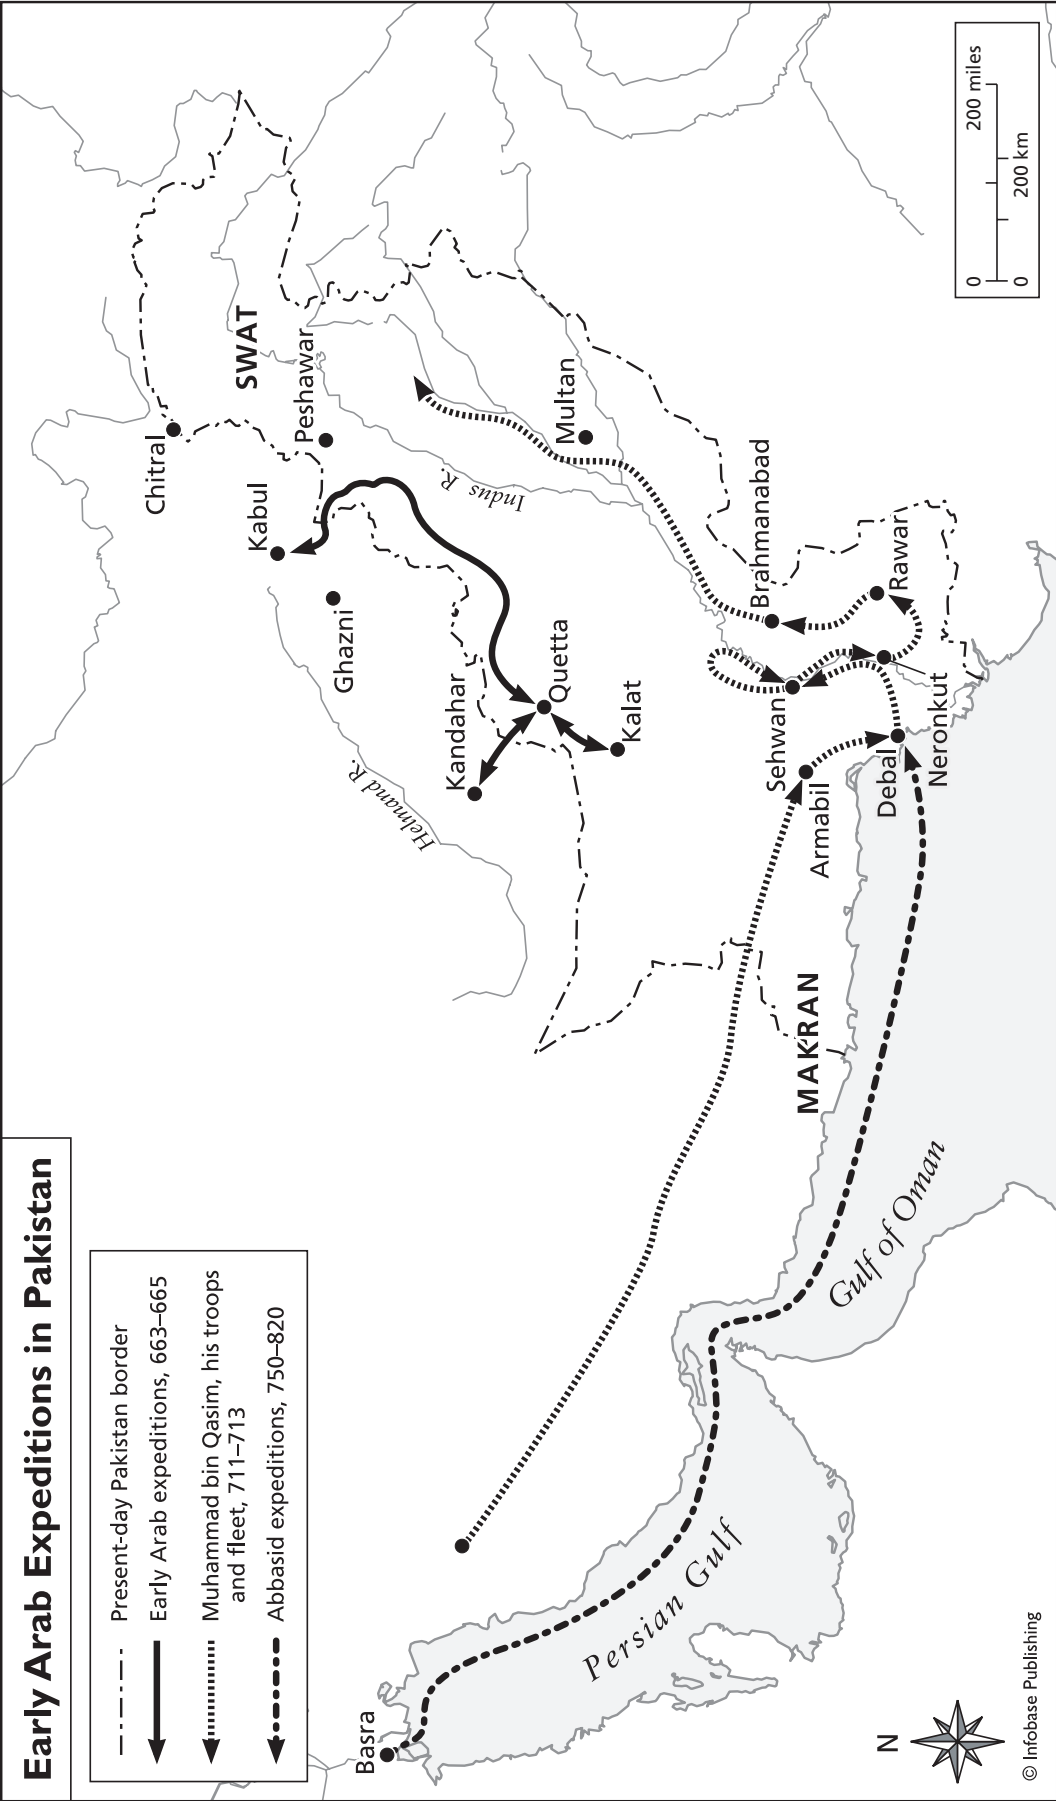 Early Arab Expeditions in Pakistan
Present-day Pakistan border
Early Arab expeditions, 663–665
Muhammad bin Qasim, his troops
and fleet, 711–713
Abbasid expeditions, 750–820
Chitral
SWAT
Kabul
Peshawar
Ghazni
Helmand R.
Indus R.
Kandahar
Quetta
Kalat
Multan
Basra
Brahmanabad
Sehwan
Armabil
Rawar
MAKRAN
Debal
Neronkut
Persian Gulf
Gulf of Oman
N
0 200 miles
0 200 km
© Infobase Publishing